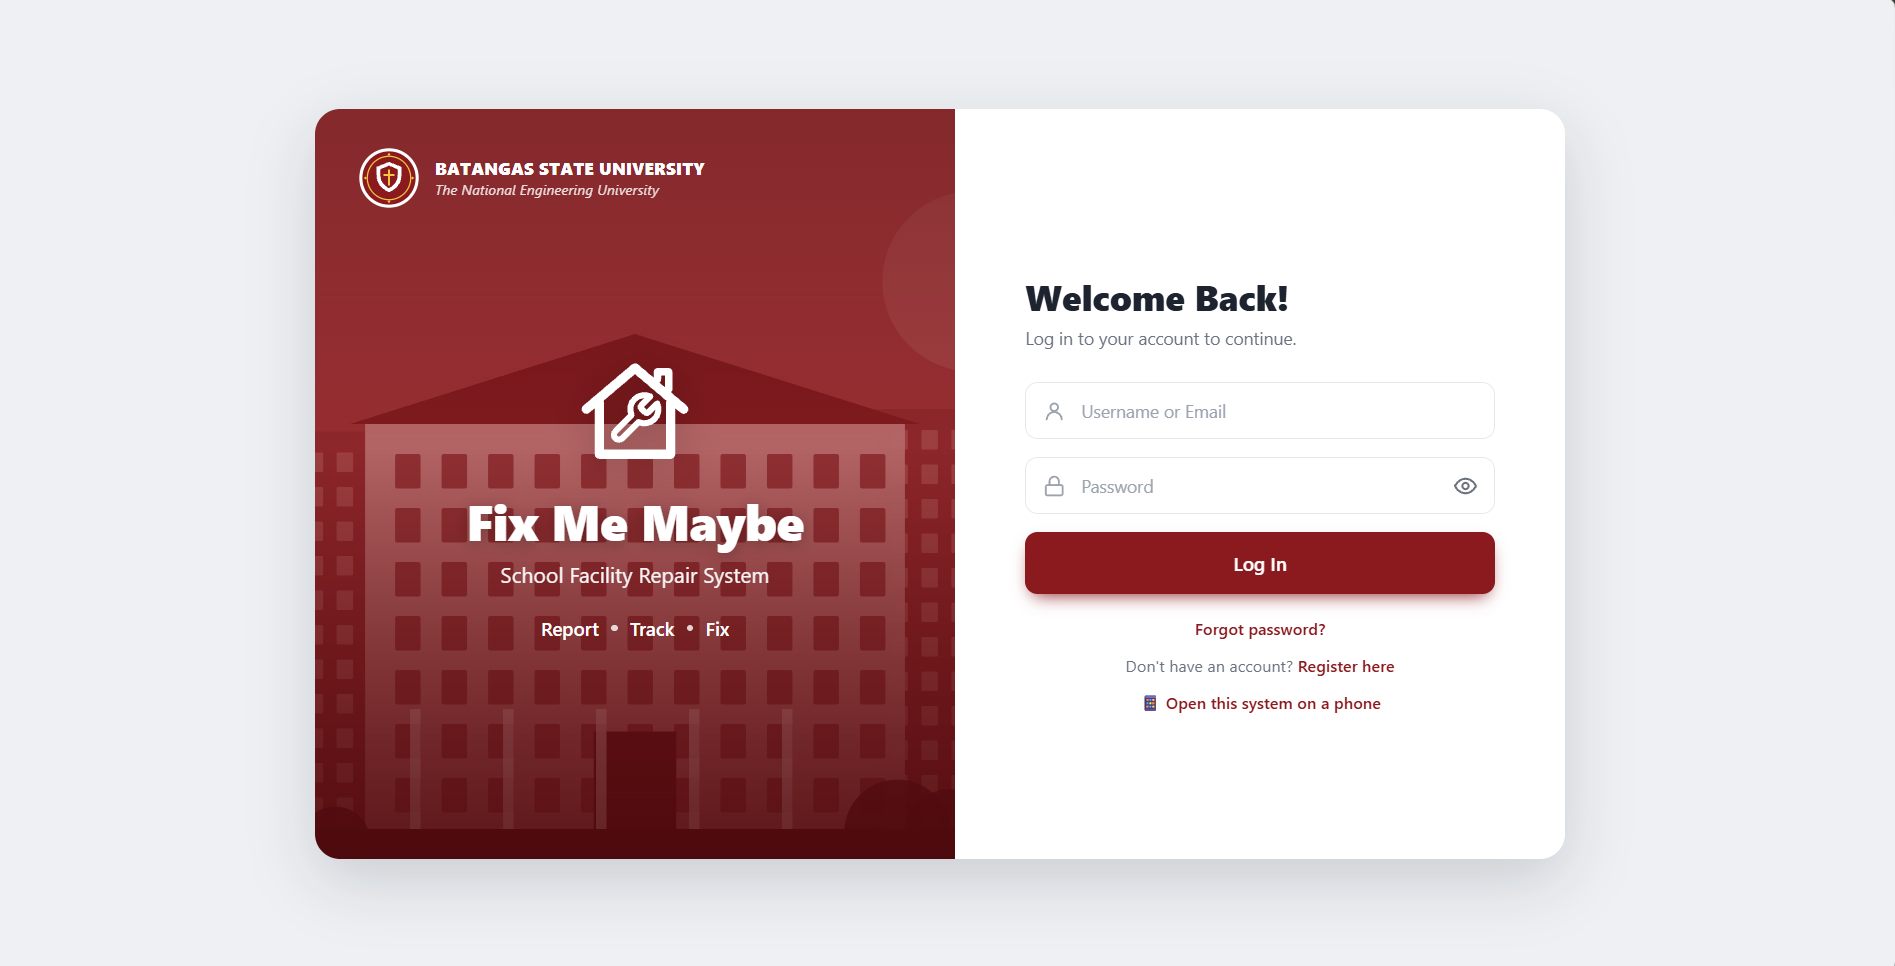 BATANGAS STATE UNIVERSITY
The National Engineering University
Fix Me Maybe
School Facility Repair System
Report • Track • Fix
Welcome Back!
Log in to your account to continue.
Username or Email
Password
Log In
Forgot password?
Don't have an account? Register here
Open this system on a phone